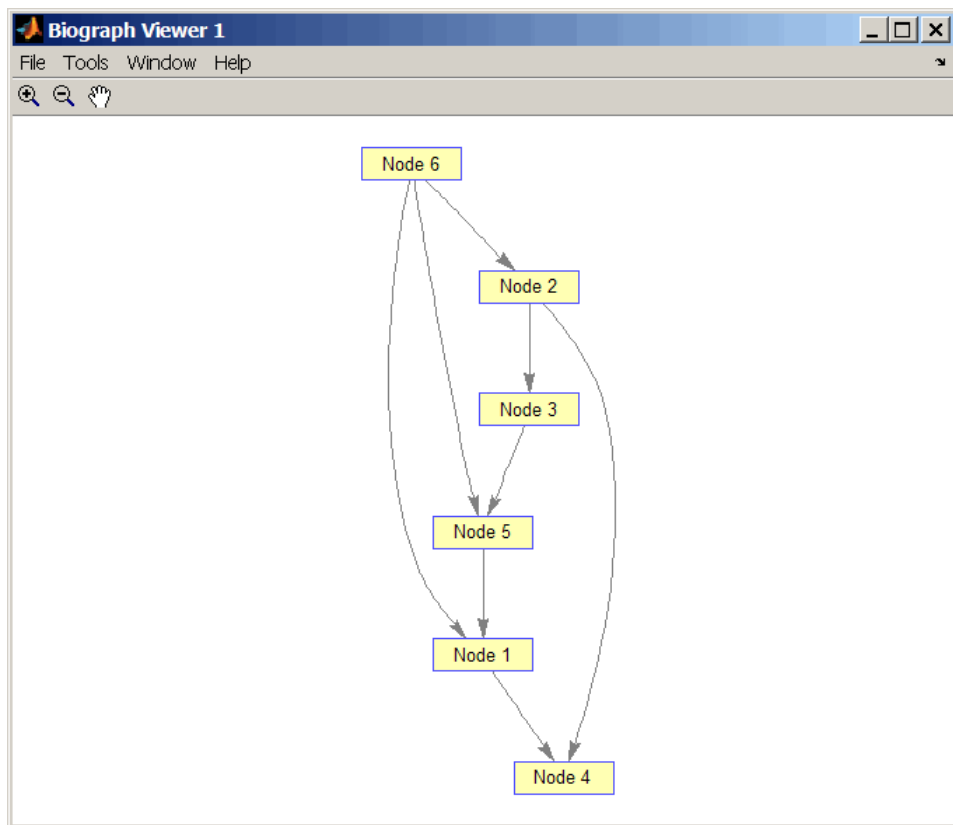 Biograph Viewer 1
File Tools Window Help
Node 6
Node 2
Node 3
Node 5
Node 1
Node 4